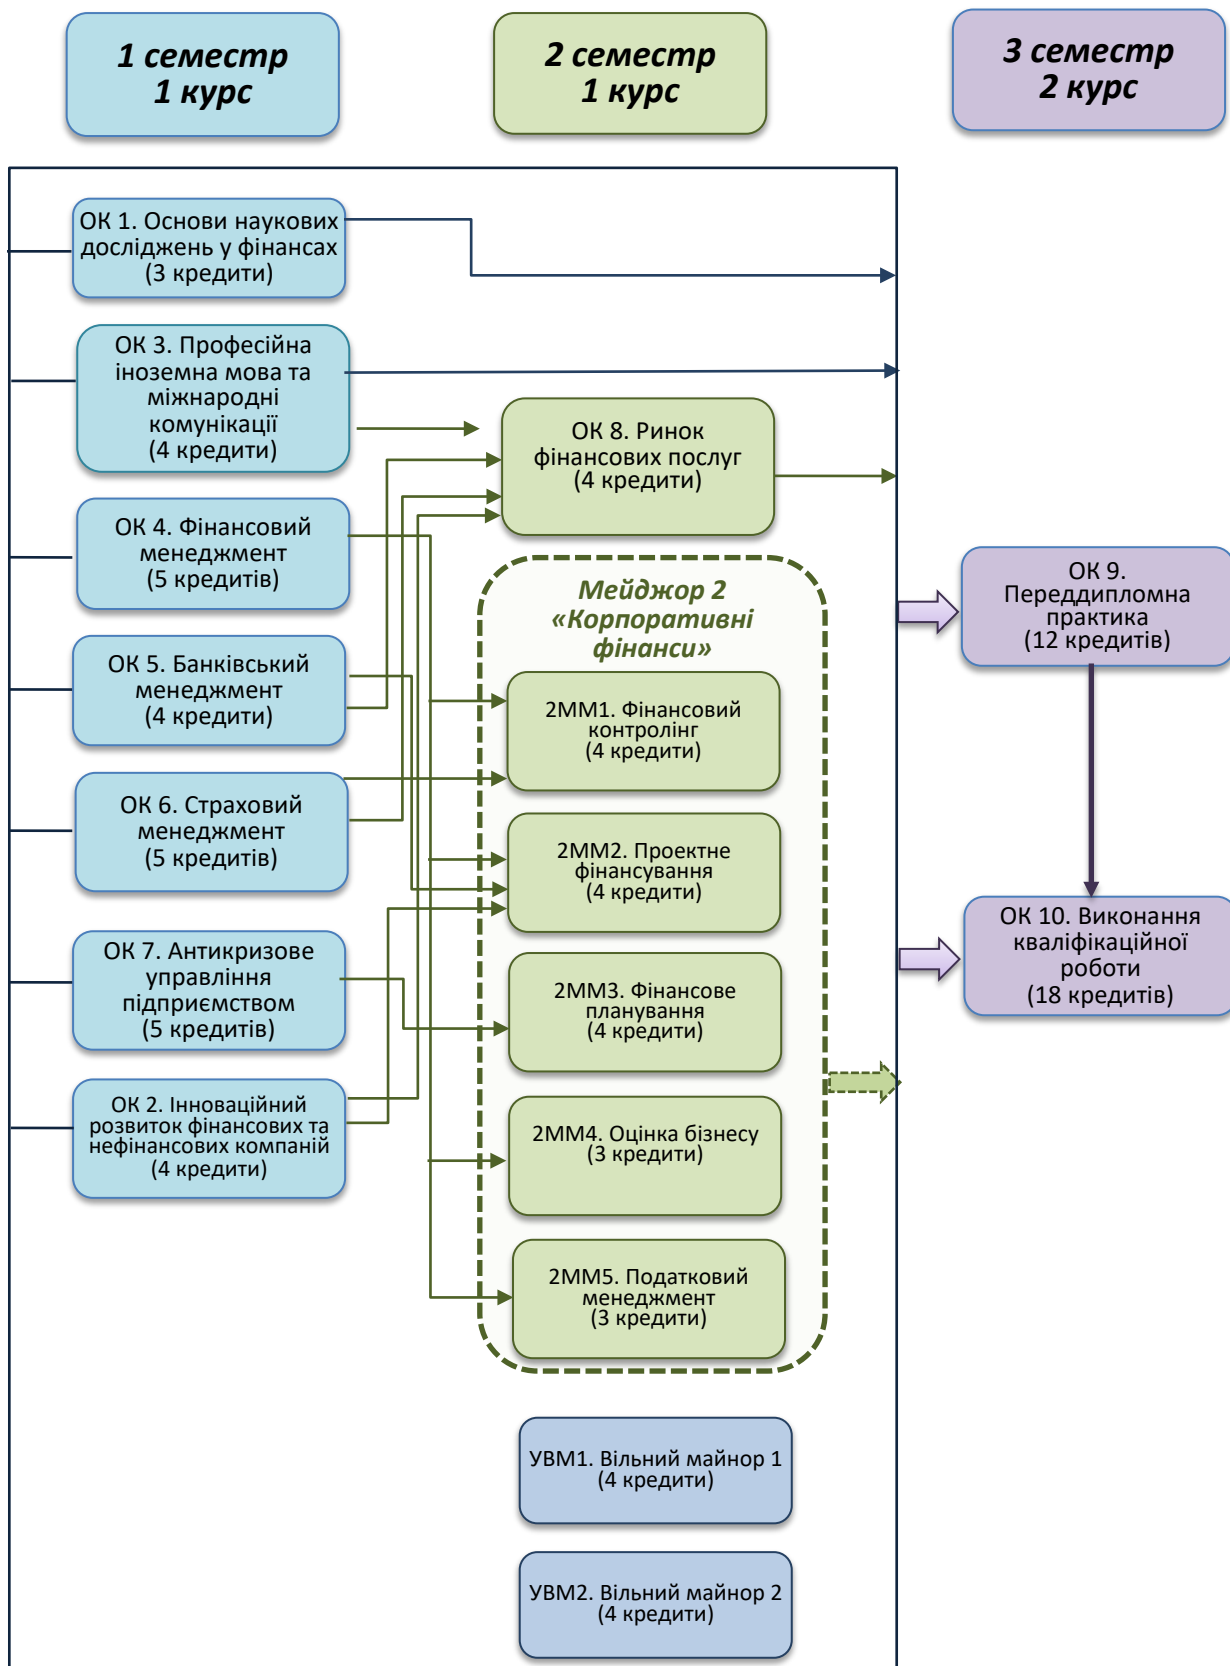 1 семестр
1 курс
2 семестр
1 курс
3 семестр
2 курс
ОК 1. Основи наукових
досліджень у фінансах
(3 кредити)
ОК 3. Професійна
іноземна мова та
міжнародні
комунікації
(4 кредити)
ОК 4. Фінансовий
менеджмент
(5 кредитів)
ОК 5. Банківський
менеджмент
(4 кредити)
ОК 6. Страховий
менеджмент
(5 кредитів)
ОК 7. Антикризове
управління
підприємством
(5 кредитів)
ОК 2. Інноваційний
розвиток фінансових та
нефінансових компаній
(4 кредити)
ОК 8. Ринок
фінансових послуг
(4 кредити)
Мейджор 2
«Корпоративні
фінанси»
2ММ1. Фінансовий
контролінг
(4 кредити)
2ММ2. Проектне
фінансування
(4 кредити)
2ММ3. Фінансове
планування
(4 кредити)
2ММ4. Оцінка бізнесу
(3 кредити)
2ММ5. Податковий
менеджмент
(3 кредити)
УВМ1. Вільний майнор 1
(4 кредити)
УВМ2. Вільний майнор 2
(4 кредити)
ОК 9.
Переддипломна
практика
(12 кредитів)
ОК 10. Виконання
кваліфікаційної
роботи
(18 кредитів)